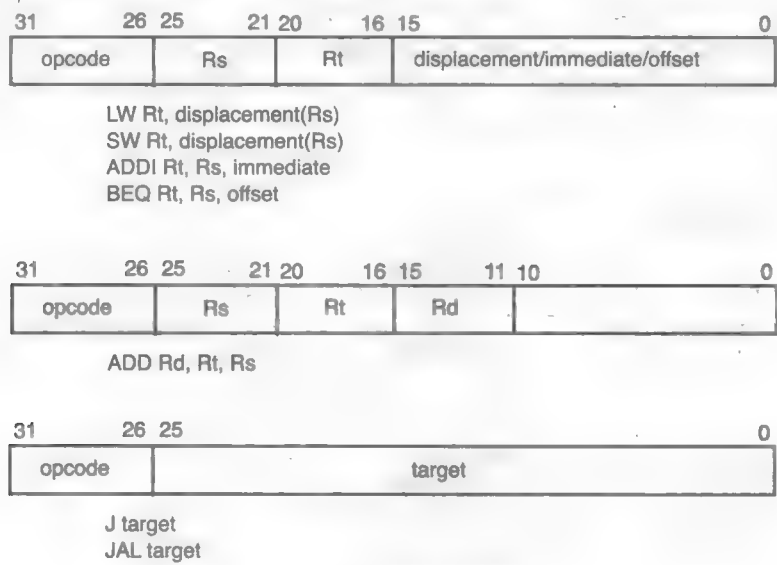 31 26 25 21 20 16 15 0
opcode Rs Rt displacement/immediate/offset
LW Rt, displacement(Rs)
SW Rt, displacement(Rs)
ADDI Rt, Rs, immediate
BEQ Rt, Rs, offset
31 26 25 21 20 16 15 11 10 0
opcode Rs Rt Rd
ADD Rd, Rt, Rs
31 26 25 0
opcode target
J target
JAL target